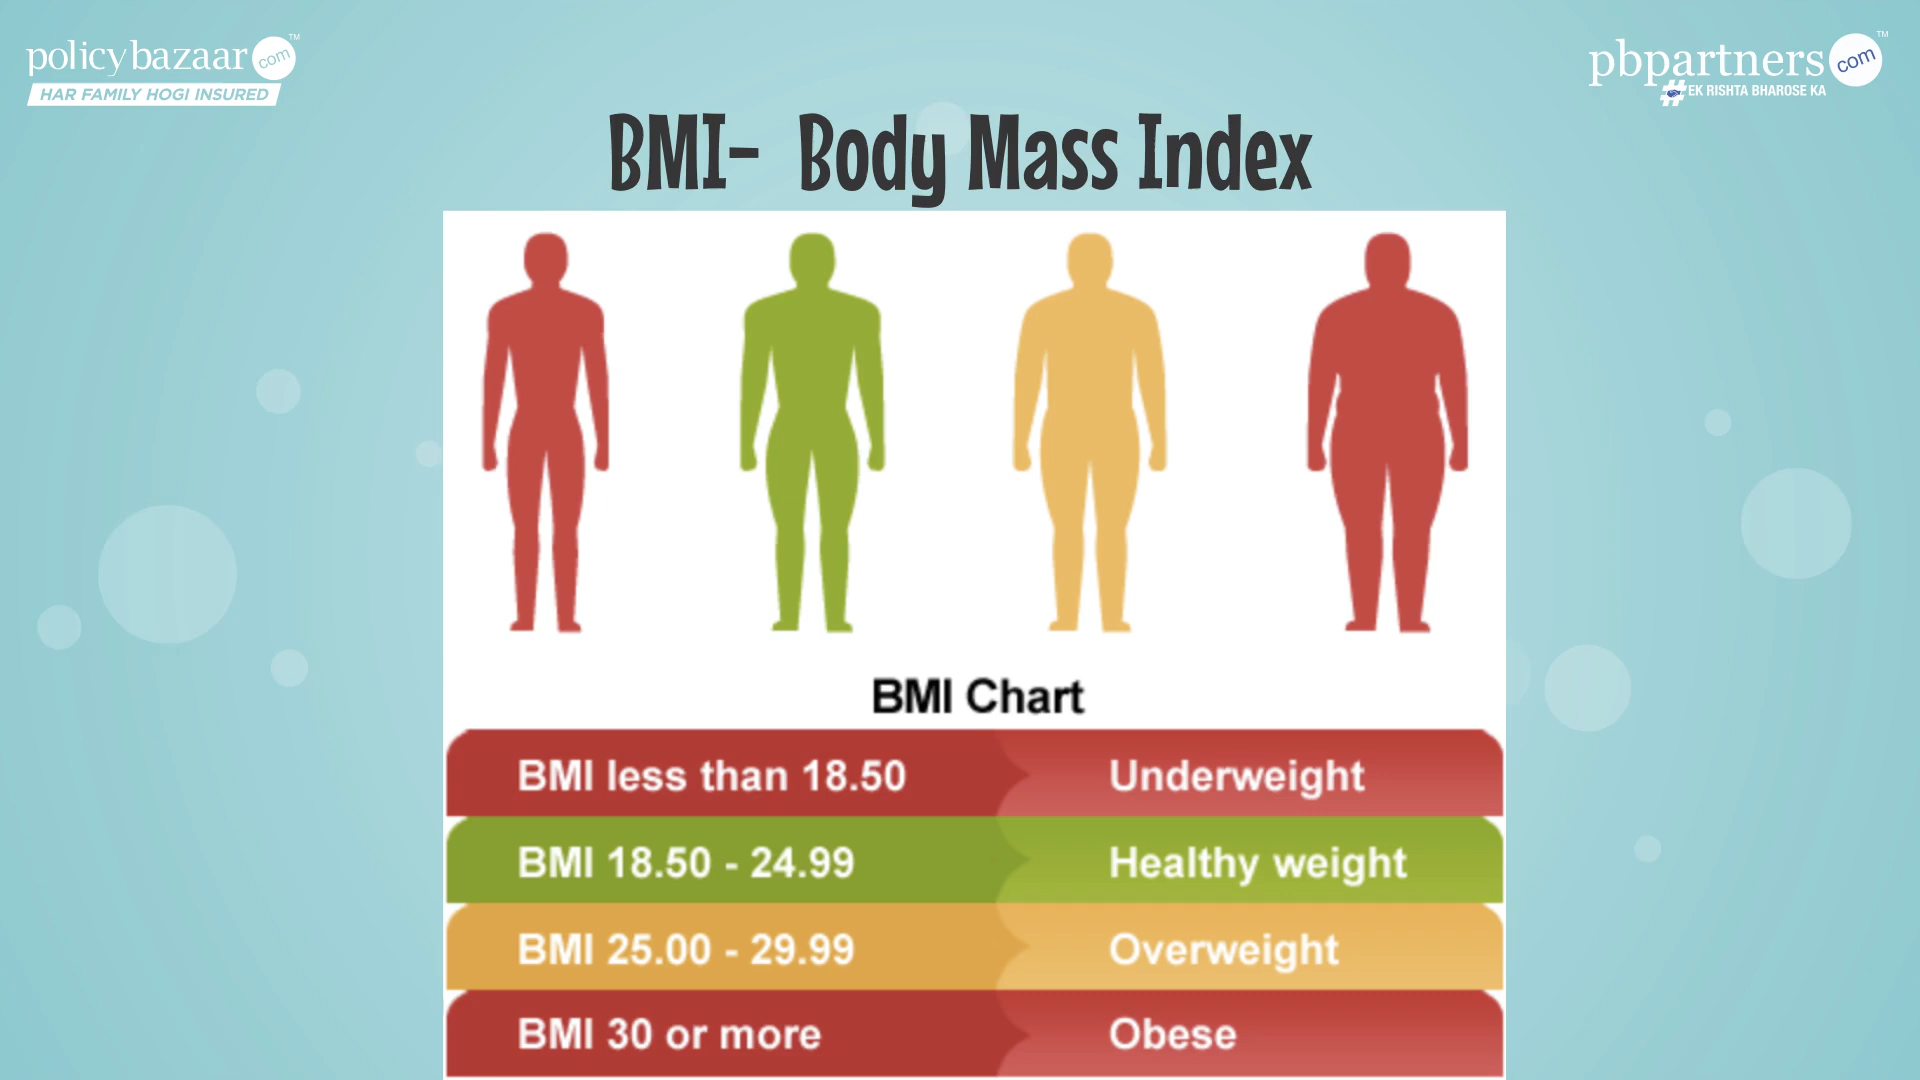 policybazaar com TM
HAR FAMILY HOGI INSURED
pbpartners com TM
#EK RISHTA BHAROSE KA
BMI- Body Mass Index
BMI Chart
BMI less than 18.50 Underweight
BMI 18.50 - 24.99 Healthy weight
BMI 25.00 - 29.99 Overweight
BMI 30 or more Obese